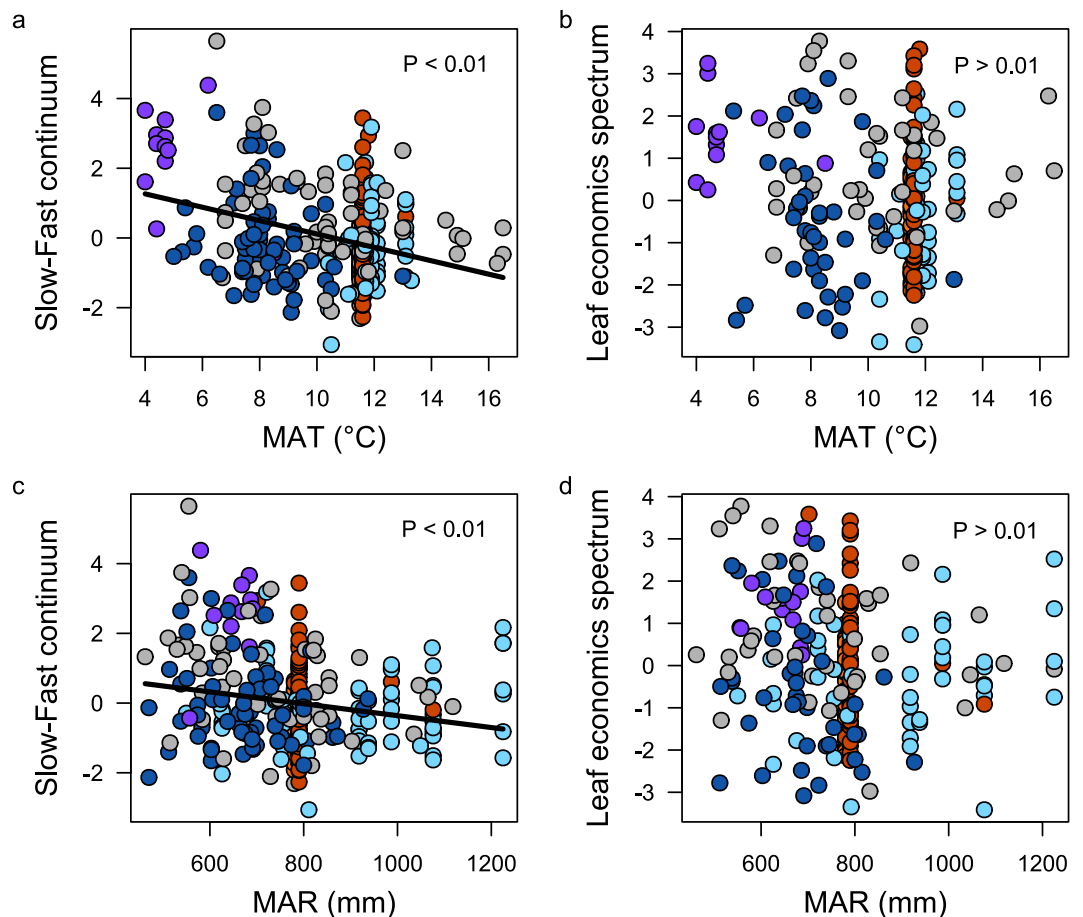 a
Slow-Fast continuum
P < 0.01
4
2
0
-2
4 6 8 10 12 14 16
MAT (°C)
b
Leaf economics spectrum
P > 0.01
4
3
2
1
0
-1
-2
-3
4 6 8 10 12 14 16
MAT (°C)
c
Slow-Fast continuum
P < 0.01
4
2
0
-2
600 800 1000 1200
MAR (mm)
d
Leaf economics spectrum
P > 0.01
4
3
2
1
0
-1
-2
-3
600 800 1000 1200
MAR (mm)